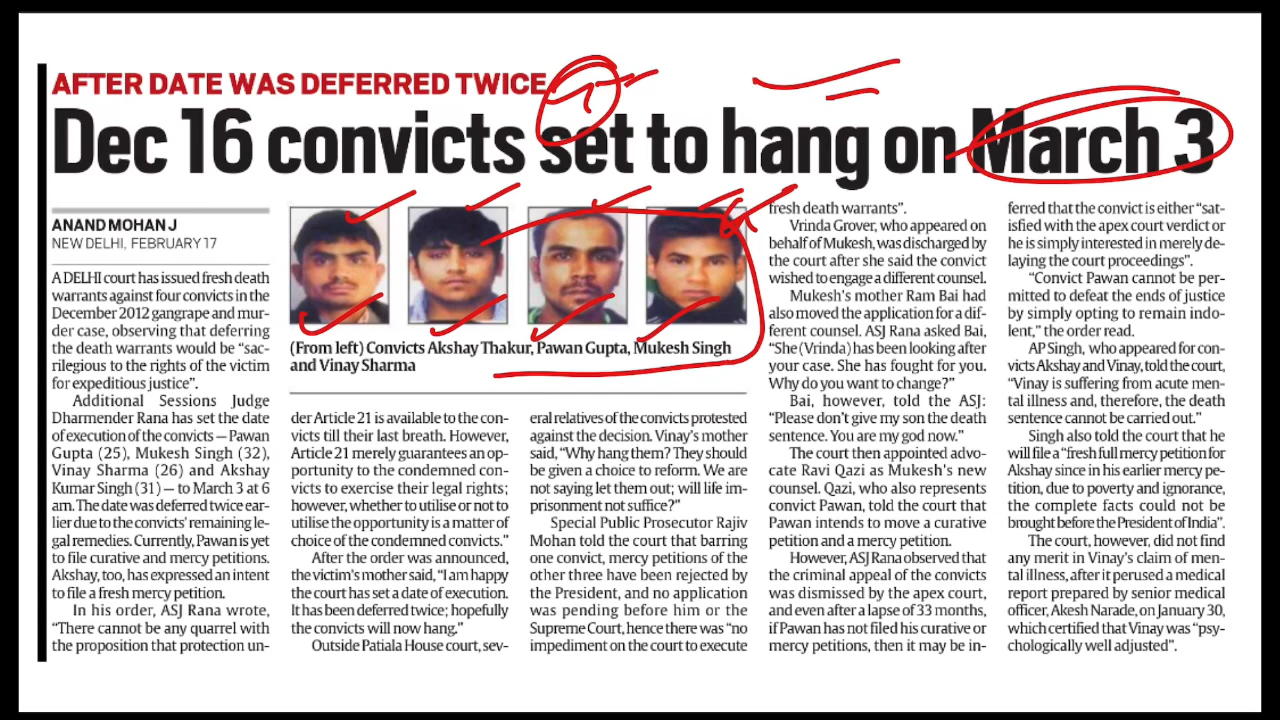 AFTER DATE WAS DEFERRED TWICE
Dec 16 convicts set to hang on March 3
ANAND MOHAN J
NEW DELHI, FEBRUARY 17
A DELHI court has issued fresh death
warrants against four convicts in the
December 2012 gangrape and mur-
der case, observing that deferring
the death warrants would be "sac-
rilegious to the rights of the victim
for expeditious justice".
Additional Sessions Judge
Dharmender Rana has set the date
of execution of the convicts — Pawan
Gupta (25), Mukesh Singh (32),
Vinay Sharma (26) and Akshay
Kumar Singh (31) — to March 3 at 6
am. The date was deferred twice ear-
lier due to the convicts' remaining le-
gal remedies. Currently, Pawan is yet
to file curative and mercy petitions.
Akshay, too, has expressed an intent
to file a fresh mercy petition.
In his order, ASJ Rana wrote,
"There cannot be any quarrel with
the proposition that protection un-
(From left) Convicts Akshay Thakur, Pawan Gupta, Mukesh Singh
and Vinay Sharma
der Article 21 is available to the con-
victs till their last breath. However,
Article 21 merely guarantees an op-
portunity to the condemned con-
victs to exercise their legal rights;
however, whether to utilise or not to
utilise the opportunity is a matter of
choice of the condemned convicts."
After the order was announced,
the victim's mother said, "I am happy
the court has set a date of execution.
It has been deferred twice; hopefully
the convicts will now hang."
Outside Patiala House court, sev-
eral relatives of the convicts protested
against the decision. Vinay's mother
said, "Why hang them? They should
be given a choice to reform. We are
not saying let them out; will life im-
prisonment not suffice?"
Special Public Prosecutor Rajiv
Mohan told the court that barring
one convict, mercy petitions of the
other three have been rejected by
the President, and no application
was pending before him or the
Supreme Court, hence there was "no
impediment on the court to execute
fresh death warrants".
Vrinda Grover, who appeared on
behalf of Mukesh, was discharged by
the court after she said the convict
wished to engage a different counsel.
Mukesh's mother Ram Bai had
also moved the application for a dif-
ferent counsel. ASJ Rana asked Bai,
"She (Vrinda) has been looking after
your case. She has fought for you.
Why do you want to change?"
Bai, however, told the ASJ:
"Please don't give my son the death
sentence. You are my god now."
The court then appointed advo-
cate Ravi Qazi as Mukesh's new
counsel. Qazi, who also represents
convict Pawan, told the court that
Pawan intends to move a curative
petition and a mercy petition.
However, ASJ Rana observed that
the criminal appeal of the convicts
was dismissed by the apex court,
and even after a lapse of 33 months,
if Pawan has not filed his curative or
mercy petitions, then it may be in-
ferred that the convict is either "sat-
isfied with the apex court verdict or
he is simply interested in merely de-
laying the court proceedings".
"Convict Pawan cannot be per-
mitted to defeat the ends of justice
by simply opting to remain indo-
lent," the order read.
AP Singh, who appeared for con-
victs Akshay and Vinay, told the court,
"Vinay is suffering from acute men-
tal illness and, therefore, the death
sentence cannot be carried out."
Singh also told the court that he
will file a "fresh full mercy petition for
Akshay since in his earlier mercy pe-
tition, due to poverty and ignorance,
the complete facts could not be
brought before the President of India".
The court, however, did not find
any merit in Vinay's claim of men-
tal illness, after it perused a medical
report prepared by senior medical
officer, Akesh Narade, on January 30,
which certified that Vinay was "psy-
chologically well adjusted".